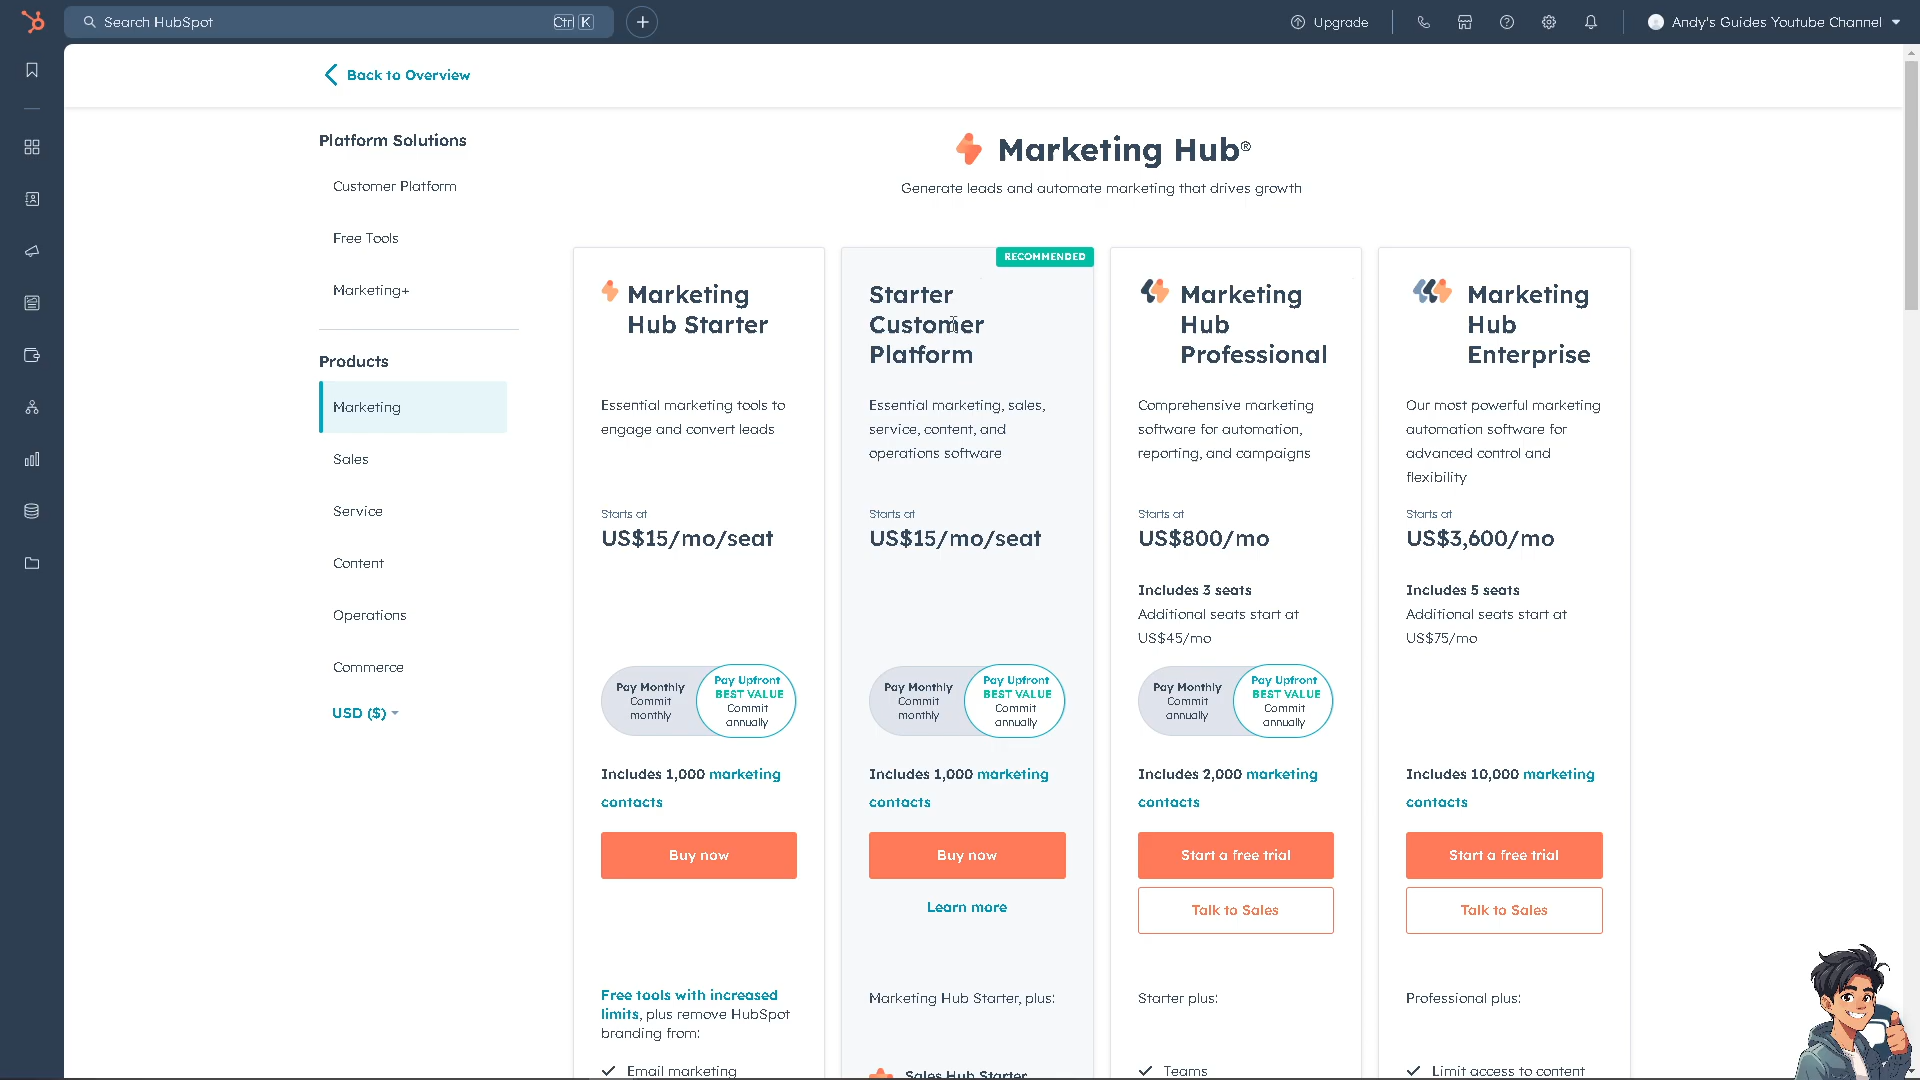 Search HubSpot
Ctrl K
Upgrade
Andy's Guides Youtube Channel
Back to Overview
Platform Solutions
Customer Platform
Free Tools
Marketing+
Products
Marketing
Sales
Service
Content
Operations
Commerce
USD ($)
Marketing Hub®
Generate leads and automate marketing that drives growth
Marketing
Hub Starter
Essential marketing tools to
engage and convert leads
Starts at
US$15/mo/seat
Pay Monthly
Commit
monthly
Pay Upfront
BEST VALUE
Commit
annually
Includes 1,000 marketing
contacts
Buy now
Free tools with increased
limits, plus remove HubSpot
branding from:
Email marketing
RECOMMENDED
Starter
Customer
Platform
Essential marketing, sales,
service, content, and
operations software
Starts at
US$15/mo/seat
Pay Monthly
Commit
monthly
Pay Upfront
BEST VALUE
Commit
annually
Includes 1,000 marketing
contacts
Buy now
Learn more
Marketing Hub Starter, plus:
Sales Hub Starter
Marketing
Hub
Professional
Comprehensive marketing
software for automation,
reporting, and campaigns
Starts at
US$800/mo
Includes 3 seats
Additional seats start at
US$45/mo
Pay Monthly
Commit
annually
Pay Upfront
BEST VALUE
Commit
annually
Includes 2,000 marketing
contacts
Start a free trial
Talk to Sales
Starter plus:
Teams
Marketing
Hub
Enterprise
Our most powerful marketing
automation software for
advanced control and
flexibility
Starts at
US$3,600/mo
Includes 5 seats
Additional seats start at
US$75/mo
Includes 10,000 marketing
contacts
Start a free trial
Talk to Sales
Professional plus:
Limit access to content